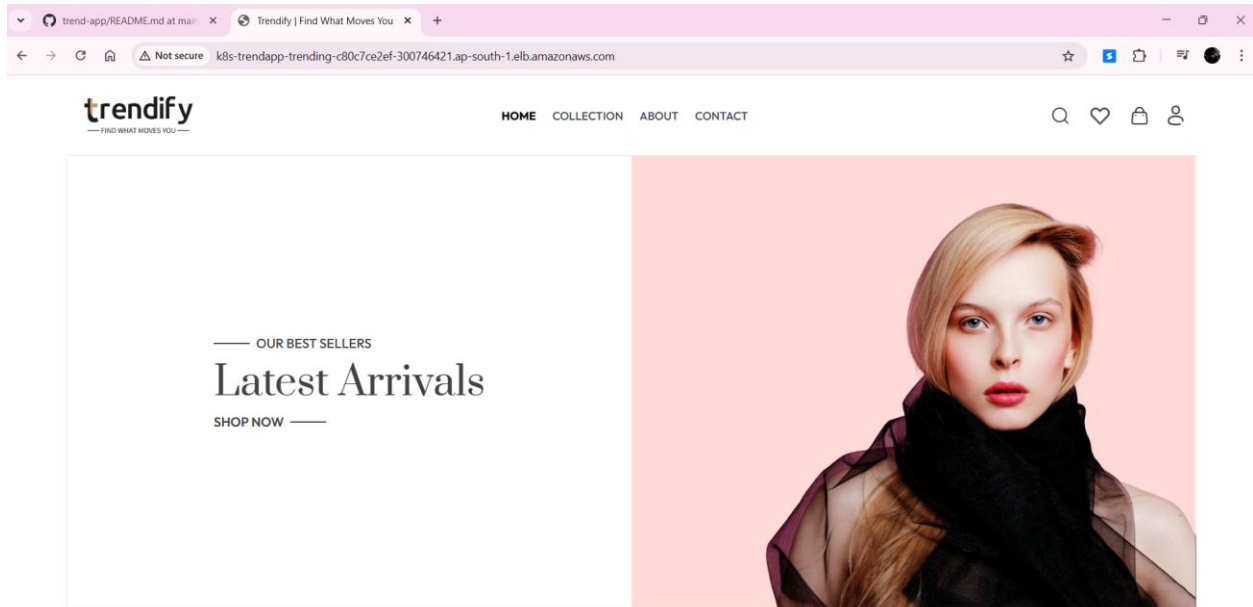 trend-app/README.md at main
Trendify | Find What Moves You
Not secure
k8s-trendapp-trending-c80c7ce2ef-300746421.ap-south-1.elb.amazonaws.com
trendify
FIND WHAT MOVES YOU
HOME COLLECTION ABOUT CONTACT
OUR BEST SELLERS
Latest Arrivals
SHOP NOW